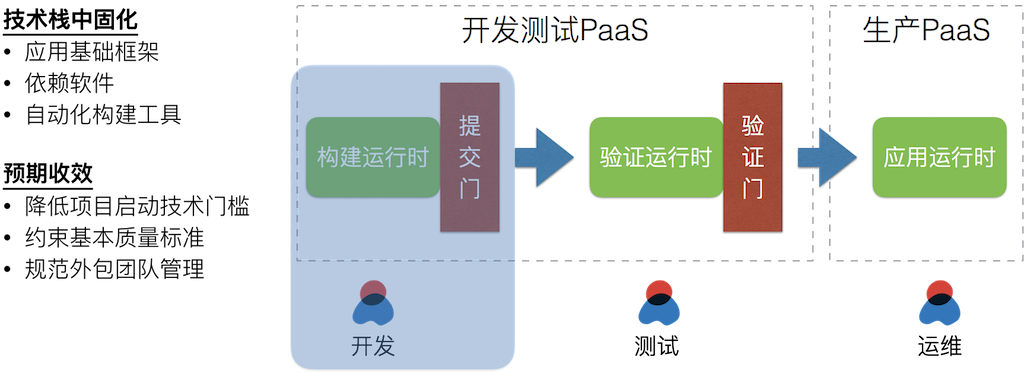 技术栈中固化
• 应用基础框架
• 依赖软件
• 自动化构建工具
预期收效
• 降低项目启动技术门槛
• 约束基本质量标准
• 规范外包团队管理
开发测试PaaS
生产PaaS
构建运行时
提交门
验证运行时
验证门
应用运行时
开发
测试
运维